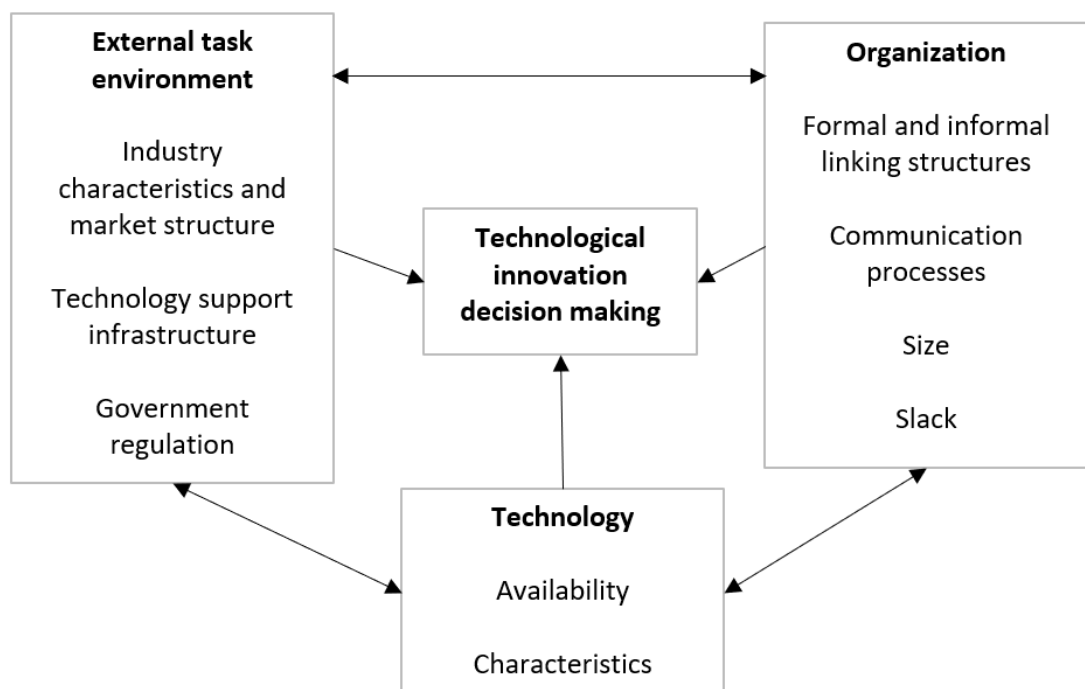 External task
environment
Industry
characteristics and
market structure
Technology support
infrastructure
Government
regulation
Technological
innovation
decision making
Organization
Formal and informal
linking structures
Communication
processes
Size
Slack
Technology
Availability
Characteristics